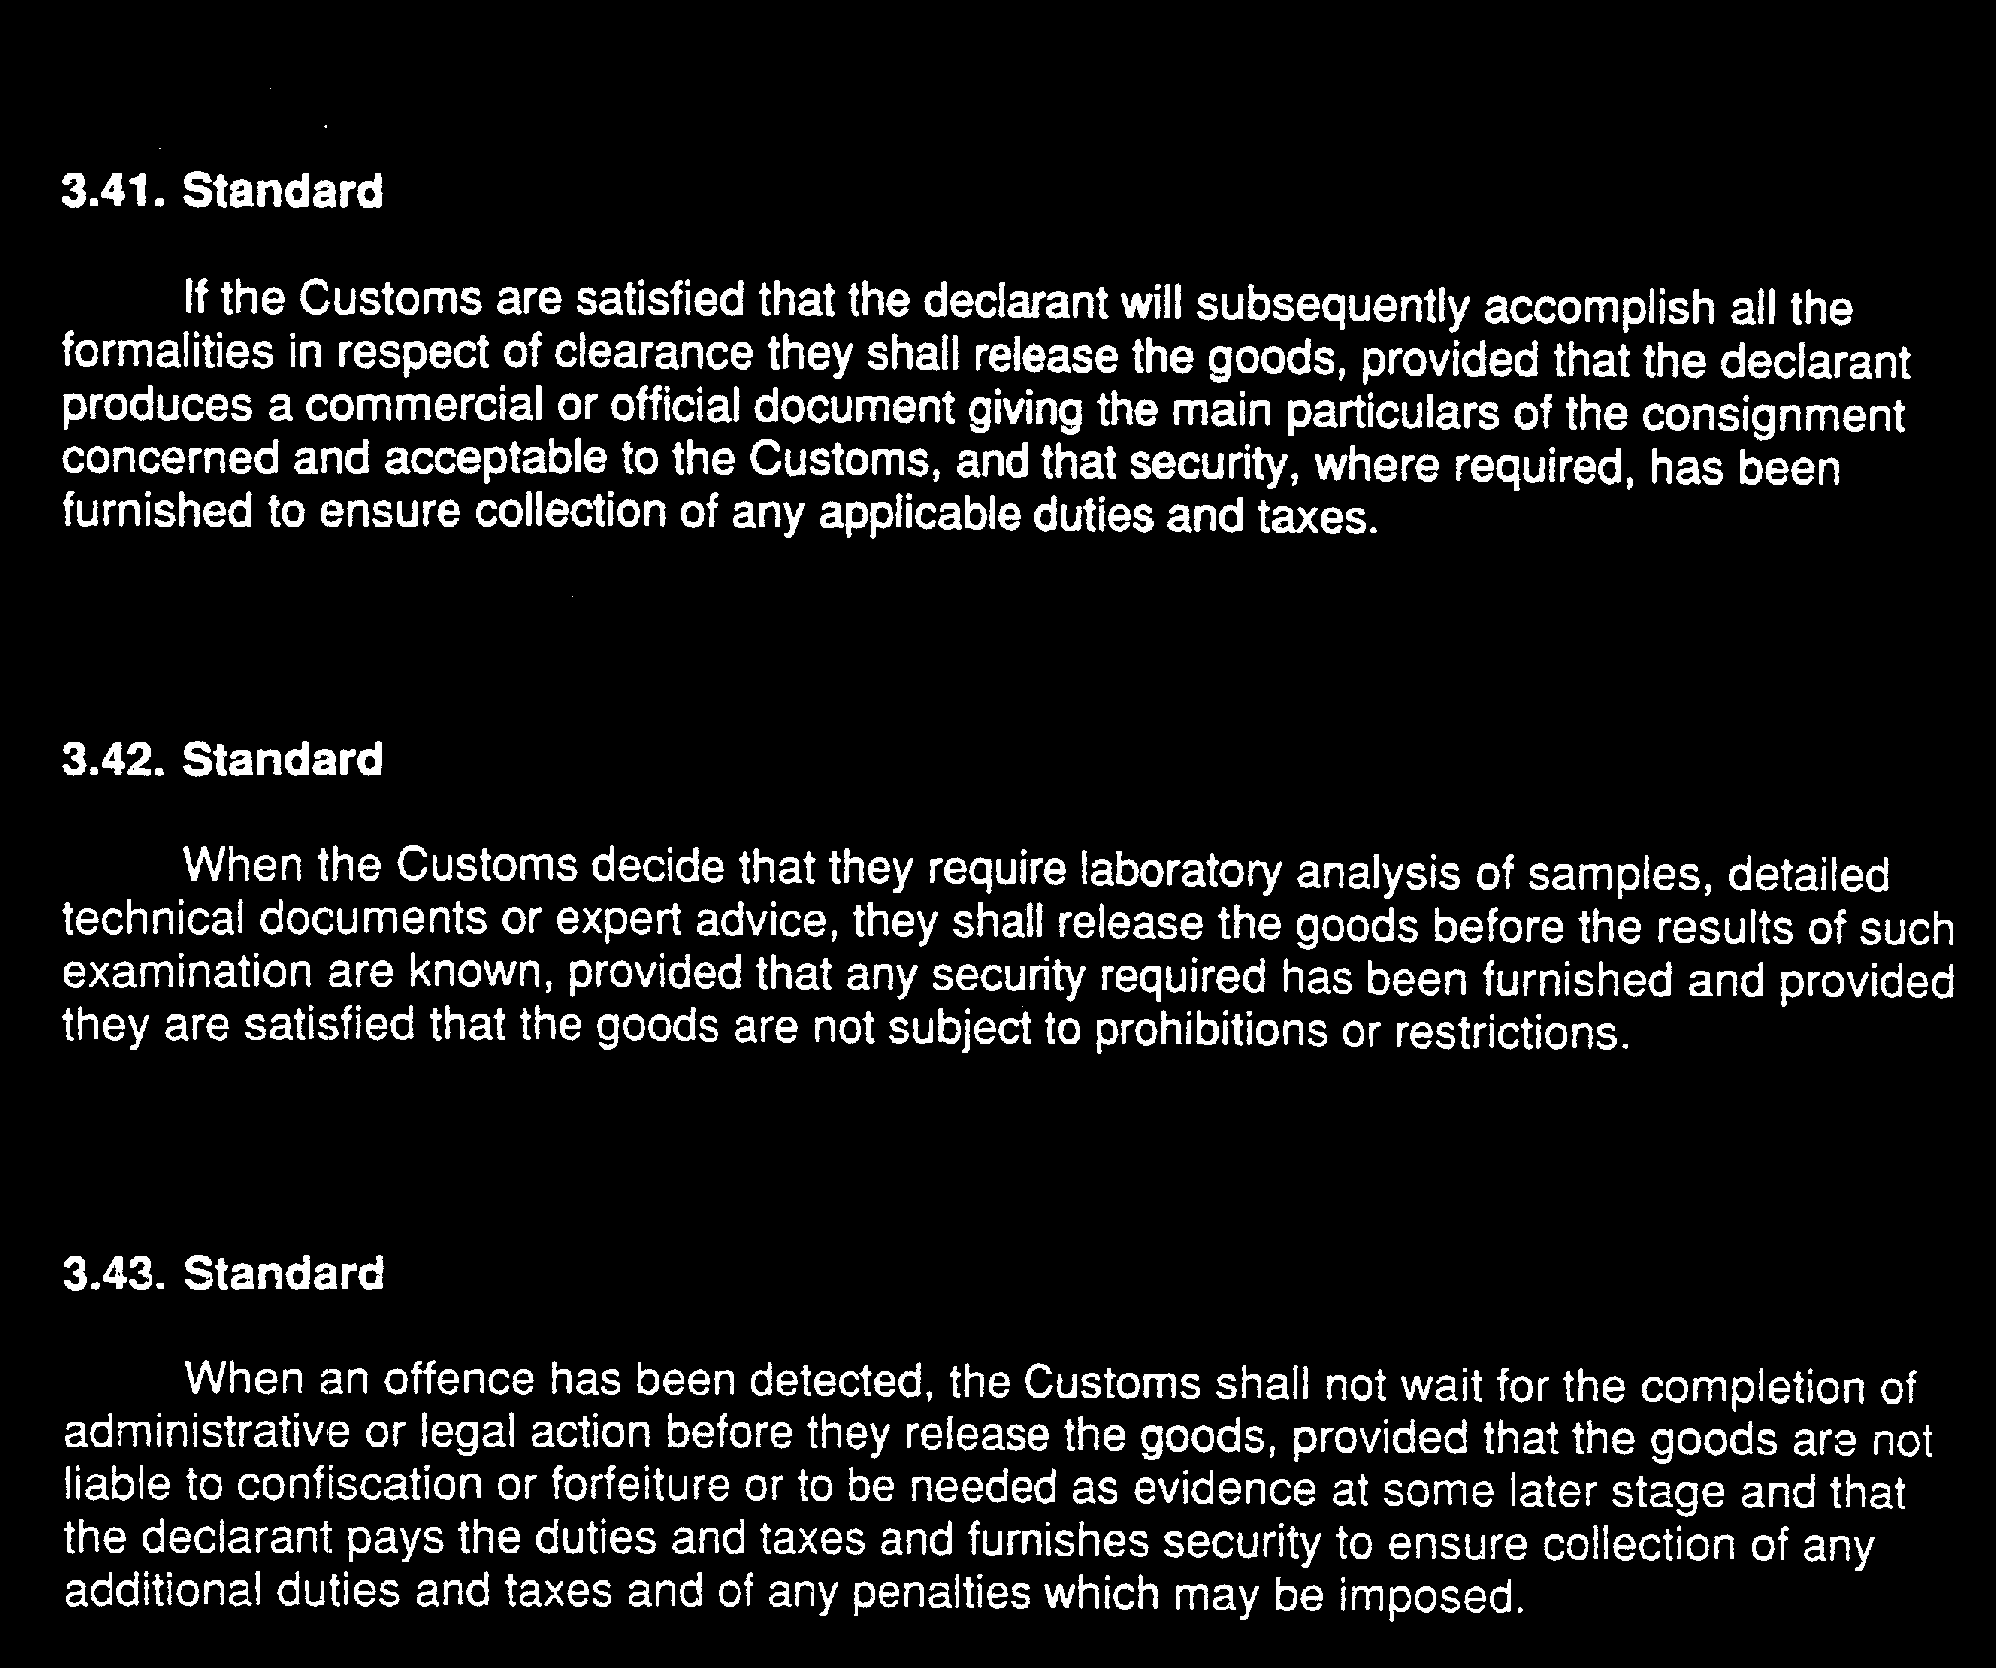 3.41. Standard
If the Customs are satisfied that the declarant will subsequently accomplish all the
formalities in respect of clearance they shall release the goods, provided that the declarant
produces a commercial or official document giving the main particulars of the consignment
concerned and acceptable to the Customs, and that security, where required, has been
furnished to ensure collection of any applicable duties and taxes.
3.42. Standard
When the Customs decide that they require laboratory analysis of samples, detailed
technical documents or expert advice, they shall release the goods before the results of such
examination are known, provided that any security required has been furnished and provided
they are satisfied that the goods are not subject to prohibitions or restrictions.
3.43. Standard
When an offence has been detected, the Customs shall not wait for the completion of
administrative or legal action before they release the goods, provided that the goods are not
liable to confiscation or forfeiture or to be needed as evidence at some later stage and that
the declarant pays the duties and taxes and furnishes security to ensure collection of any
additional duties and taxes and of any penalties which may be imposed.